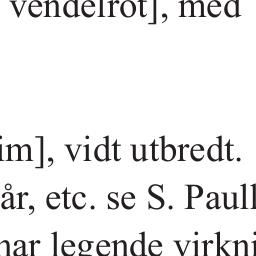 vendelrot], med
im], vidt utbredt.
år, etc. se S. Paull
har legende virkni